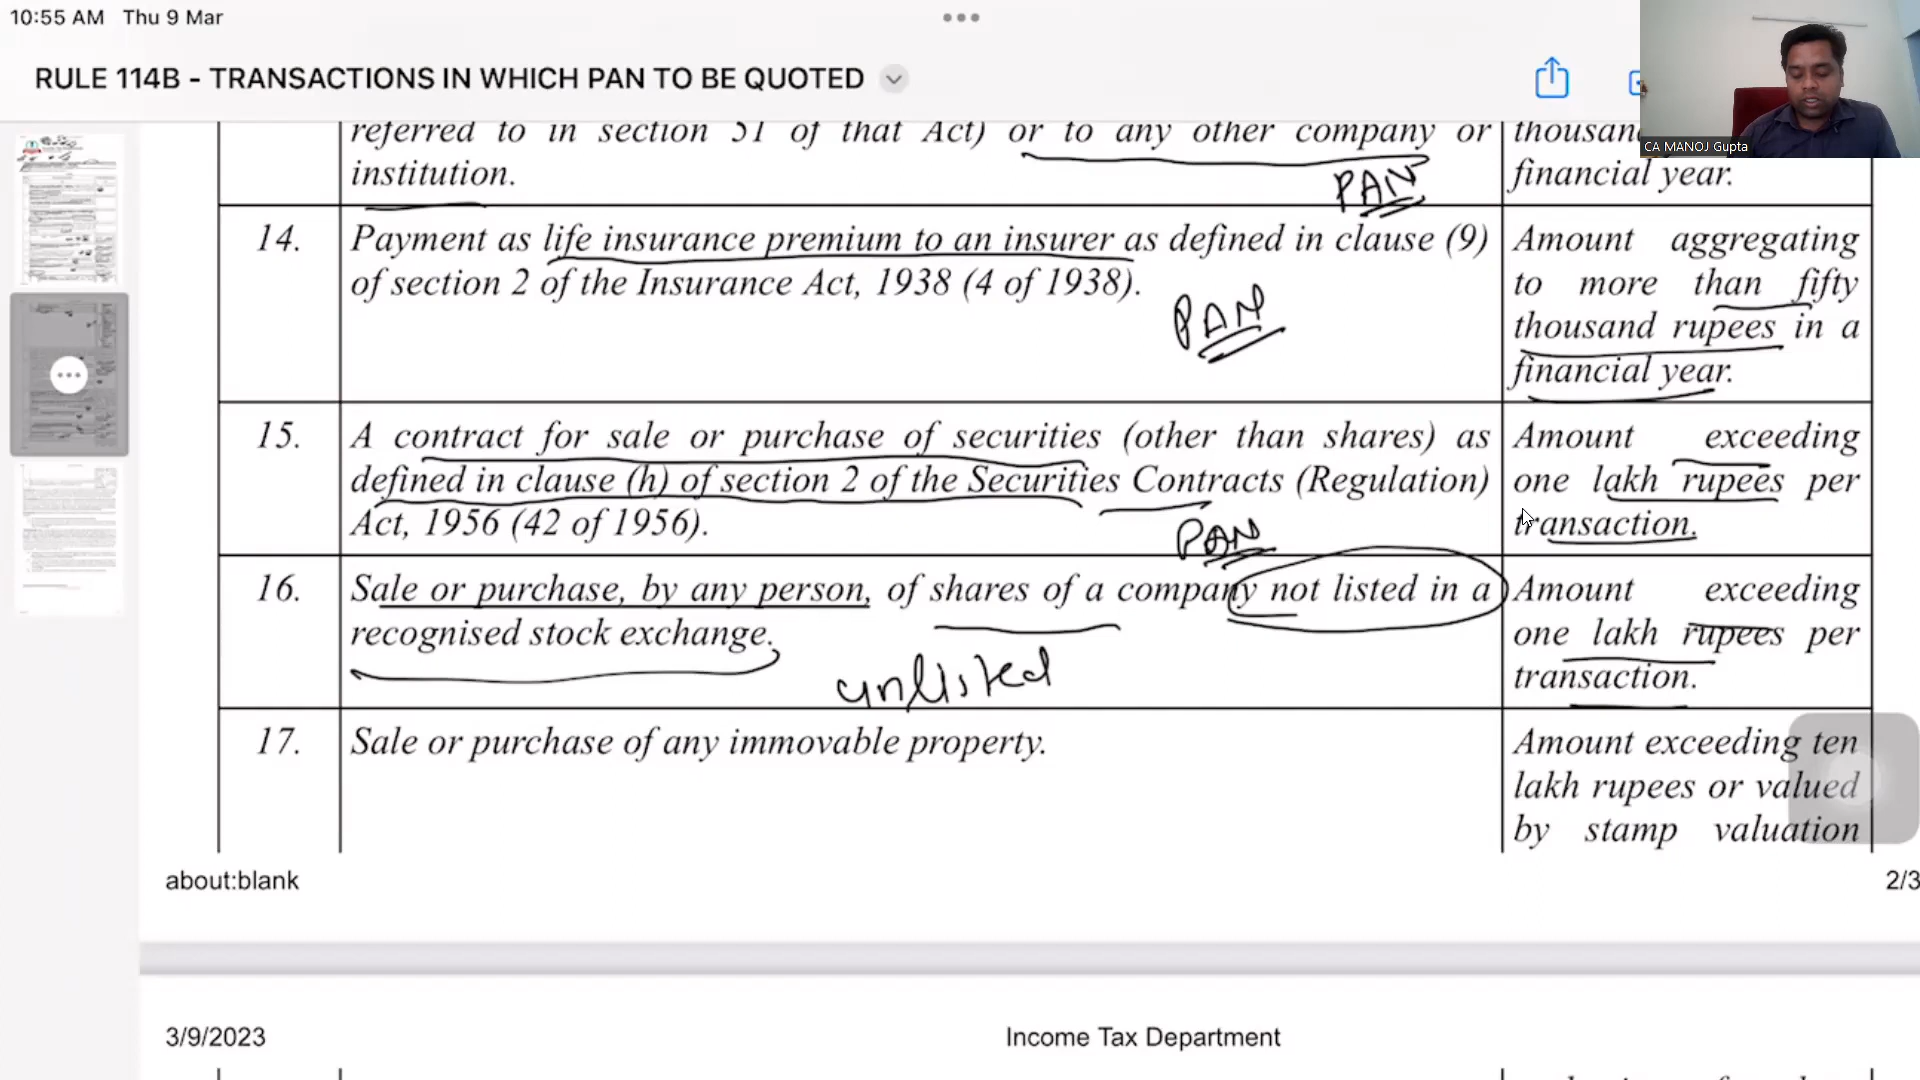 10:55 AM Thu 9 Mar
RULE 114B - TRANSACTIONS IN WHICH PAN TO BE QUOTED
CA MANOJ Gupta
referred to in section 51 of that Act) or to any other company or
institution.
PAN
thousand
financial year.
14.
Payment as life insurance premium to an insurer as defined in clause (9)
of section 2 of the Insurance Act, 1938 (4 of 1938).
PAN
Amount aggregating
to more than fifty
thousand rupees in a
financial year.
15.
A contract for sale or purchase of securities (other than shares) as
defined in clause (h) of section 2 of the Securities Contracts (Regulation)
Act, 1956 (42 of 1956).
PAN
Amount exceeding
one lakh rupees per
transaction.
16.
Sale or purchase, by any person, of shares of a company not listed in a
recognised stock exchange.
unlisted
Amount exceeding
one lakh rupees per
transaction.
17.
Sale or purchase of any immovable property.
Amount exceeding ten
lakh rupees or valued
by stamp valuation
about:blank
2/3
3/9/2023
Income Tax Department